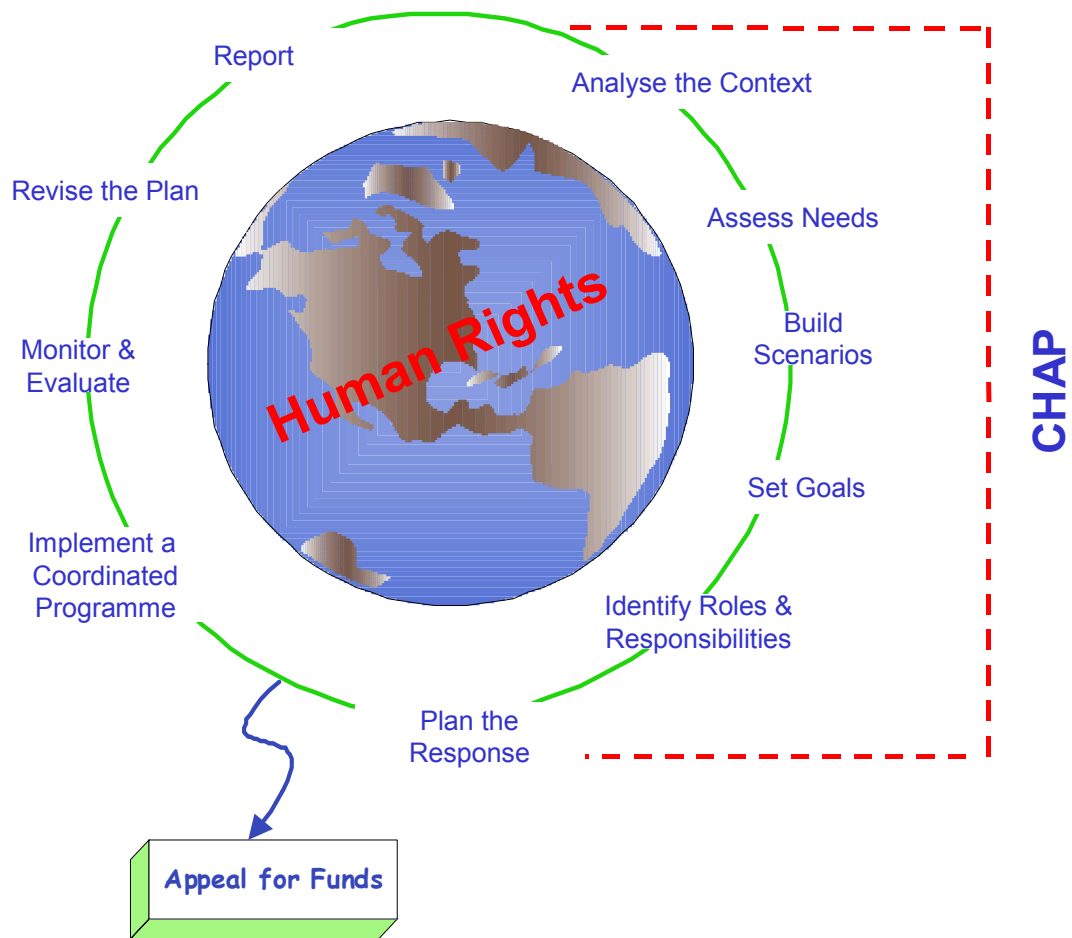 Report
Analyse the Context
Revise the Plan
Assess Needs
Human Rights
Build
Scenarios
Monitor &
Evaluate
CHAP
Set Goals
Implement a
Coordinated
Programme
Identify Roles &
Responsibilities
Plan the
Response
Appeal for Funds